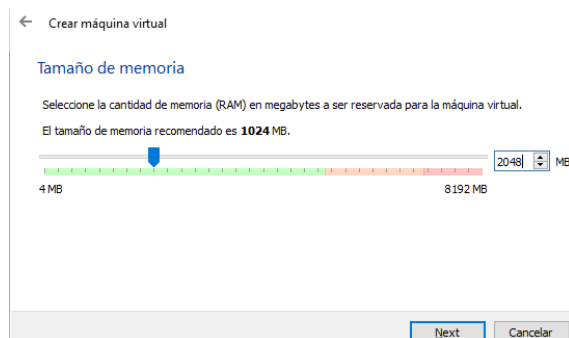 Crear máquina virtual
Tamaño de memoria
Seleccione la cantidad de memoria (RAM) en megabytes a ser reservada para la máquina virtual.
El tamaño de memoria recomendado es 1024 MB.
2048 MB
4 MB 8192 MB
Next Cancelar